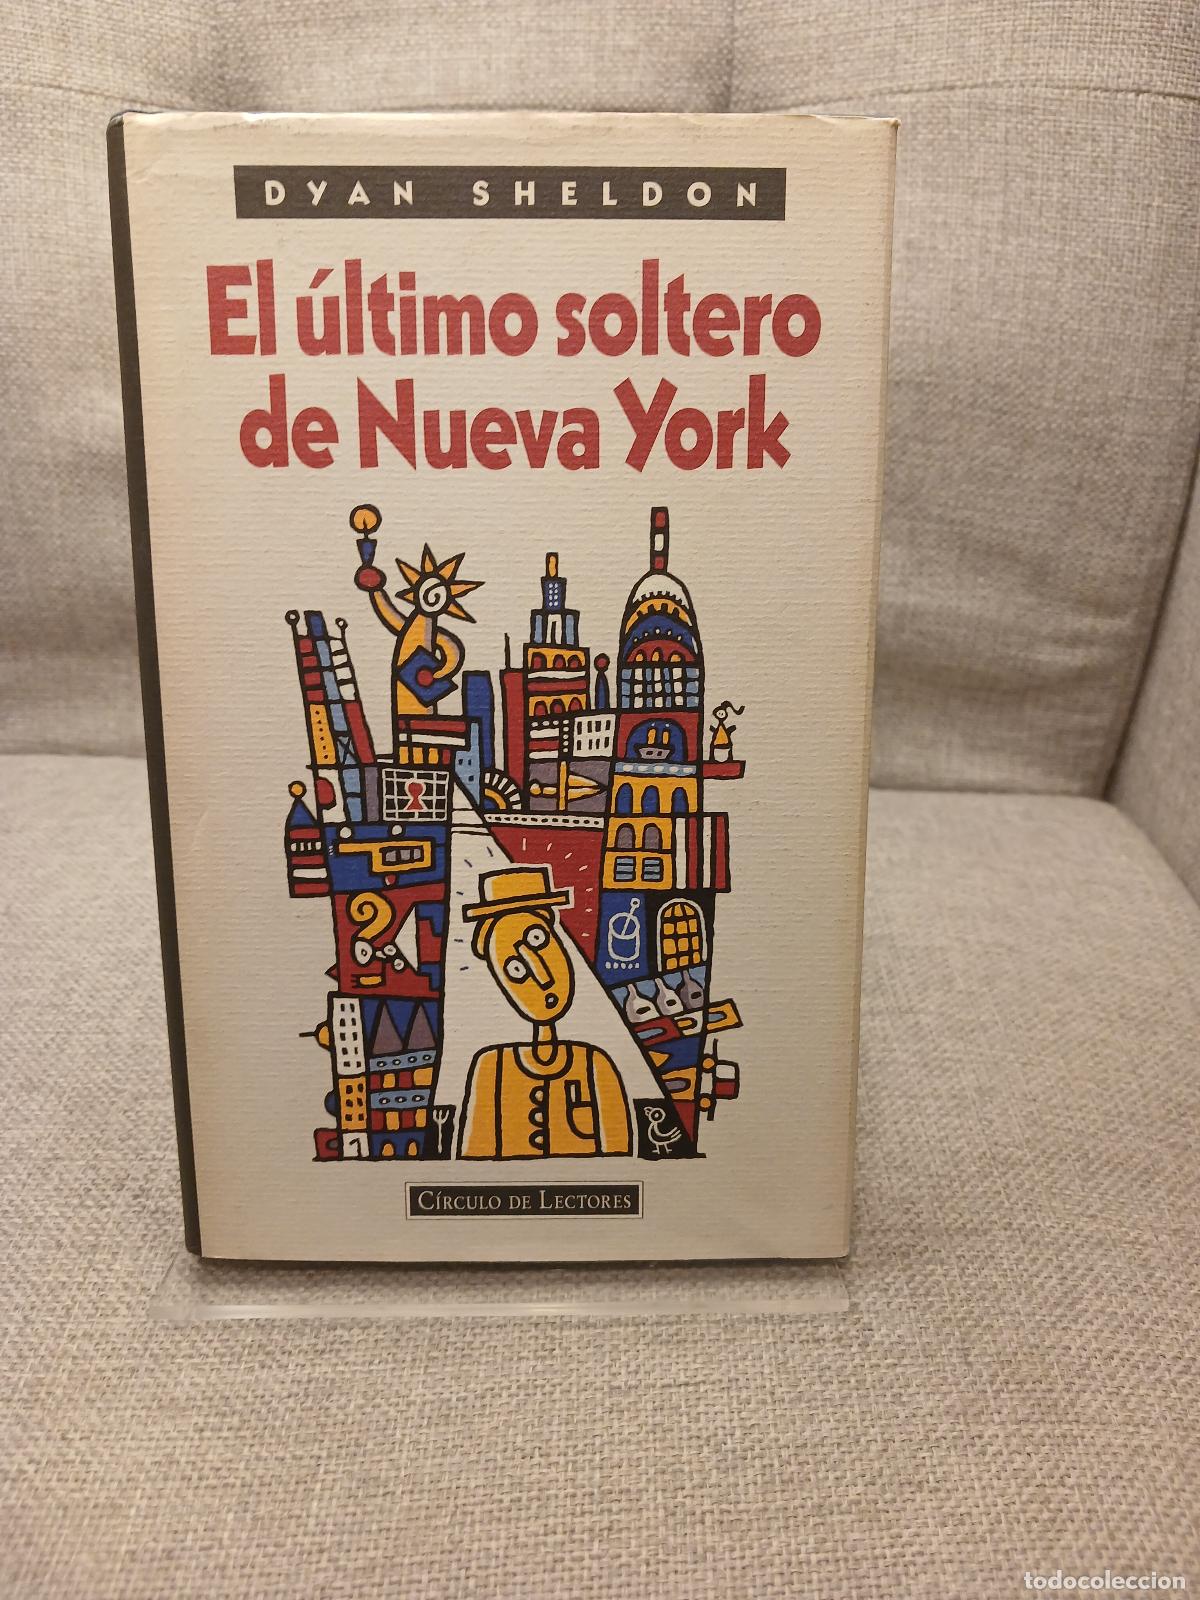 DYAN SHELDON
El último soltero
de Nueva York
CÍRCULO DE LECTORES
todocoleccion